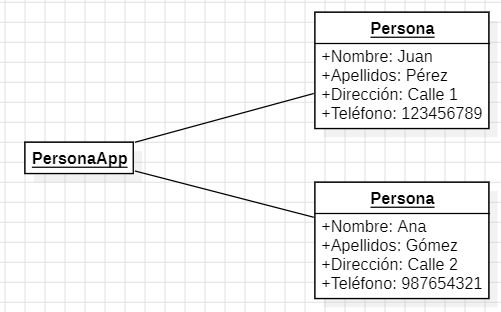 Persona
+Nombre: Juan
+Apellidos: Pérez
+Dirección: Calle 1
+Teléfono: 123456789
PersonaApp
Persona
+Nombre: Ana
+Apellidos: Gómez
+Dirección: Calle 2
+Teléfono: 987654321